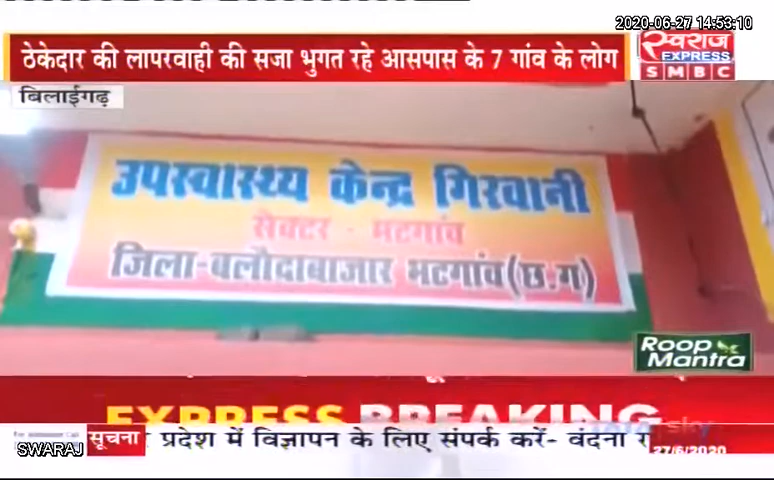 2020-06-27 14:53:10
ठेकेदार की लापरवाही की सजा भुगत रहे आसपास के 7 गांव के लोग
स्वराज
EXPRESS
SMBC
बिलाईगढ़
उपस्वास्थ्य केन्द्र गिरवानी
सेक्टर - भटगांव
जिला-बलौदाबाजार भटगांव(छ.ग)
Roop
Mantra
EXPRESS BREAKING
सूचना प्रदेश में विज्ञापन के लिए संपर्क करें- वंदना
SWARAJ
27/6/2020